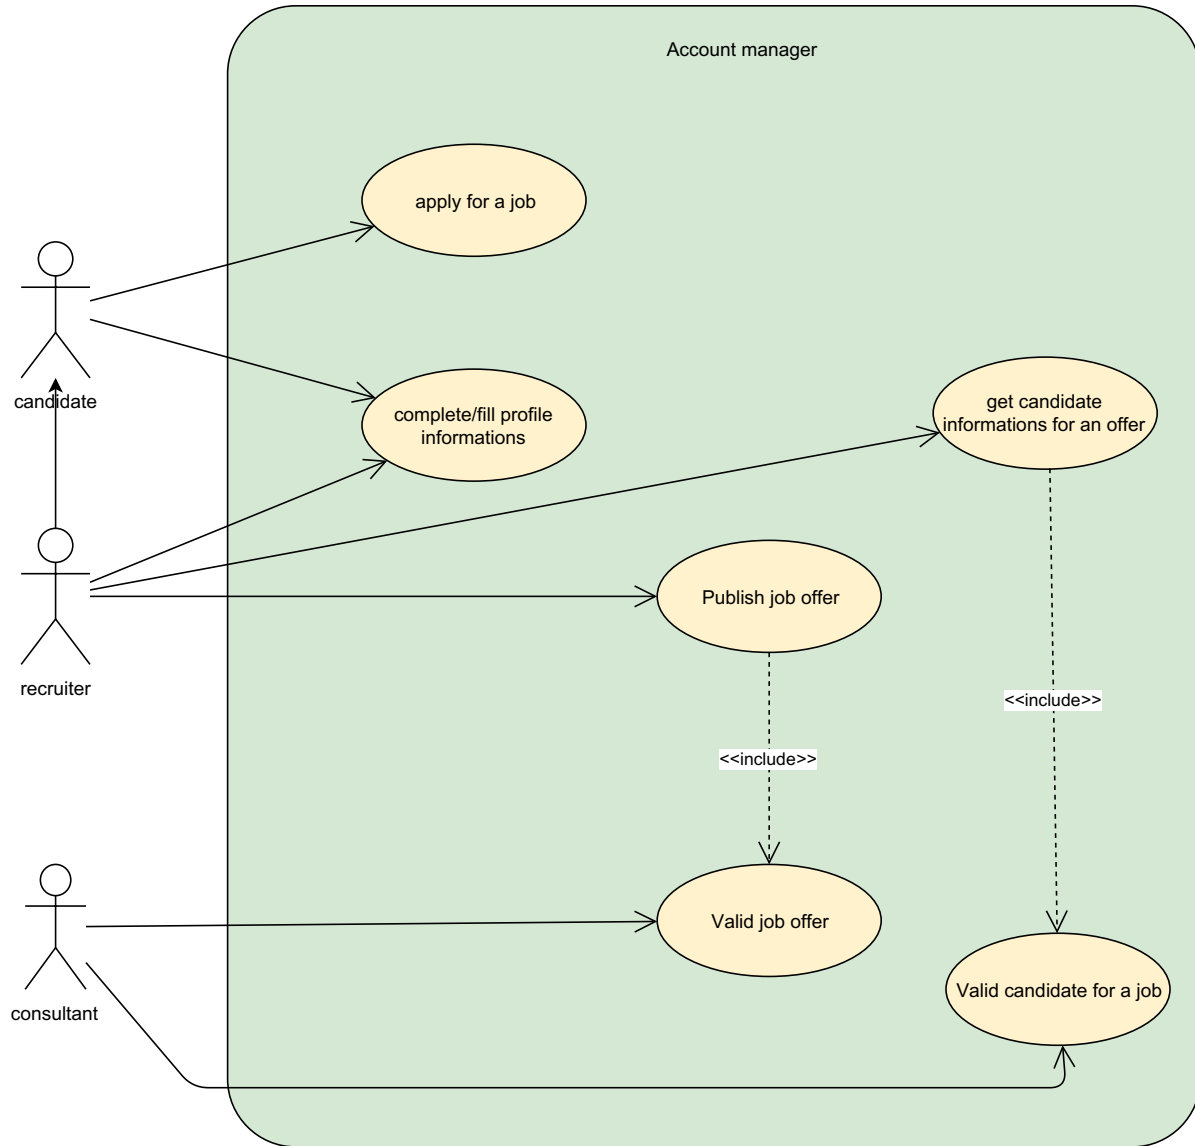 Account manager
apply for a job
candidate
complete/fill profile
informations
get candidate
informations for an offer
Publish job offer
recruiter
<<include>>
<<include>>
Valid job offer
Valid candidate for a job
consultant